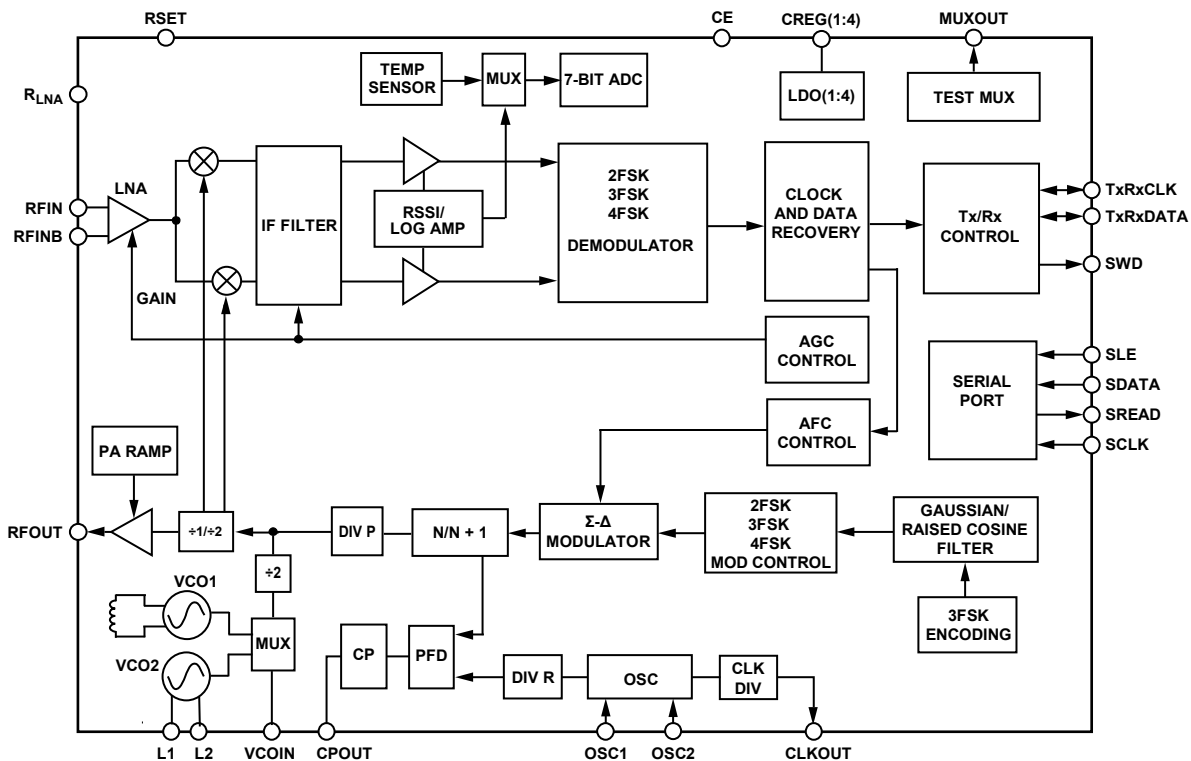 RSET
CE
CREG(1:4)
MUXOUT
R_LNA
TEMP
SENSOR
MUX
7-BIT ADC
LDO(1:4)
TEST MUX
LNA
RFIN
RFINB
GAIN
IF FILTER
RSSI/
LOG AMP
2FSK
3FSK
4FSK
DEMODULATOR
CLOCK
AND DATA
RECOVERY
Tx/Rx
CONTROL
TxRxCLK
TxRxDATA
SWD
AGC
CONTROL
AFC
CONTROL
SERIAL
PORT
SLE
SDATA
SREAD
SCLK
PA RAMP
RFOUT
÷1/÷2
DIV P
N/N + 1
Σ-Δ
MODULATOR
2FSK
3FSK
4FSK
MOD CONTROL
GAUSSIAN/
RAISED COSINE
FILTER
3FSK
ENCODING
÷2
VCO1
MUX
VCO2
CP
PFD
DIV R
OSC
CLK
DIV
L1
L2
VCOIN
CPOUT
OSC1
OSC2
CLKOUT